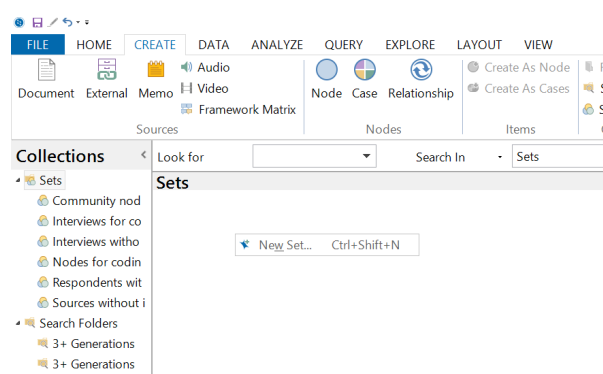 FILE HOME CREATE DATA ANALYZE QUERY EXPLORE LAYOUT VIEW
Document External Memo Audio
Video
Framework Matrix
Node Case Relationship
Create As Node
Create As Cases
Sources Nodes Items
Collections
Look for Search In Sets
Sets
Sets
Community nod
Interviews for co
Interviews witho
New Set... Ctrl+Shift+N
Nodes for codin
Respondents wit
Sources without i
Search Folders
3+ Generations
3+ Generations